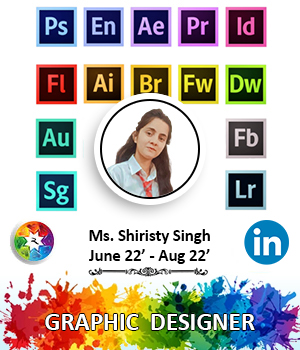 Ps En Ae Pr Id
Fl Ai Br Fw Dw
Au Fb
Sg Lr
Ms. Shiristy Singh
in
June 22’ - Aug 22’
GRAPHIC DESIGNER